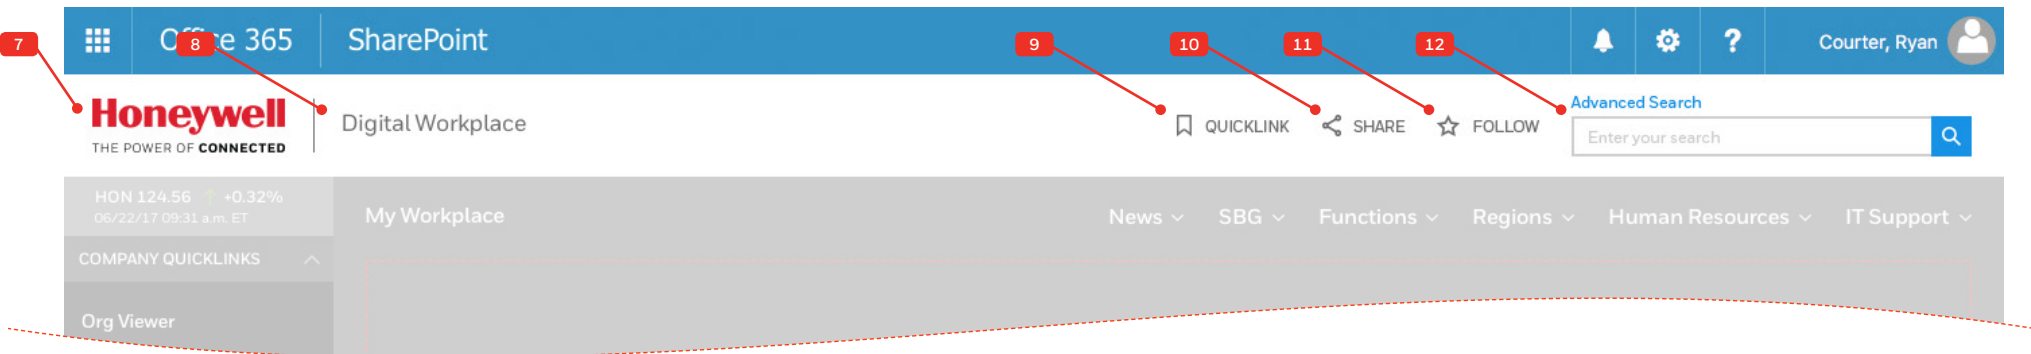 Office 365 SharePoint Courter, Ryan
7 8 9 10 11 12
Advanced Search
Honeywell
THE POWER OF CONNECTED
Digital Workplace
QUICKLINK SHARE FOLLOW
Enter your search
HON 124.56 +0.32%
06/22/17 09:31 a.m. ET
My Workplace News SBG Functions Regions Human Resources IT Support
COMPANY QUICKLINKS
Org Viewer